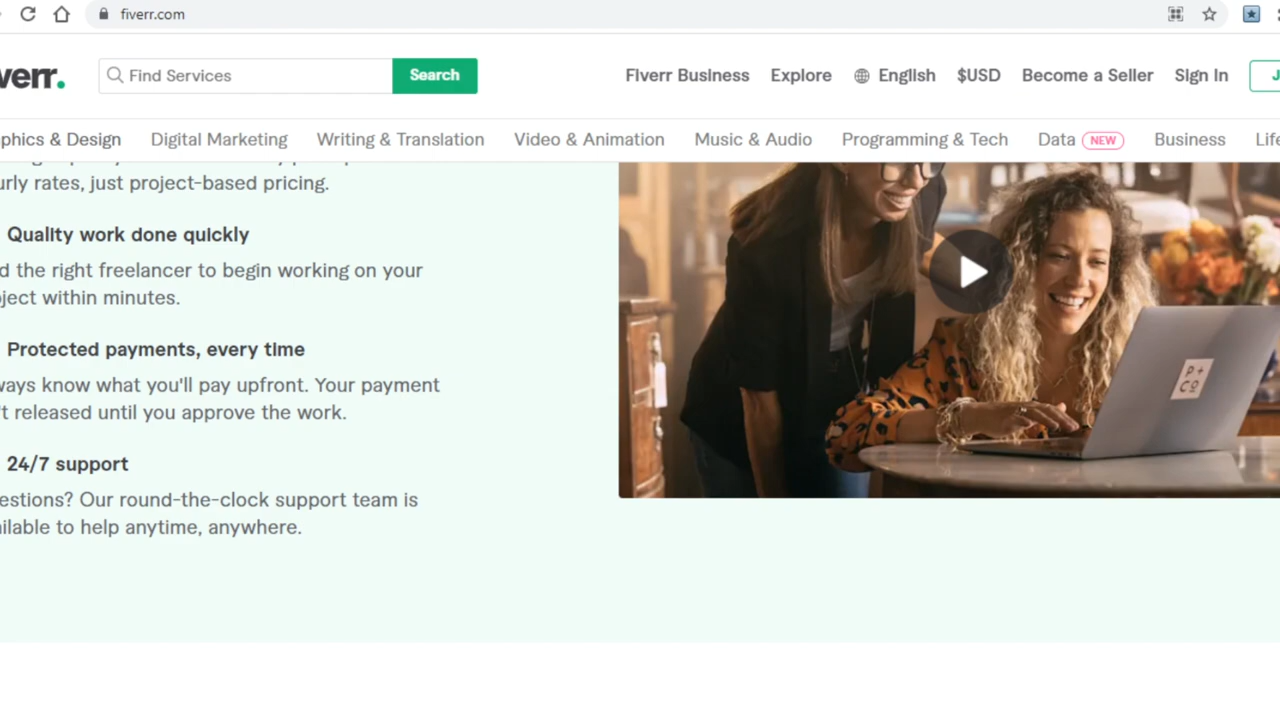 fiverr.com
verr.
Find Services
Search
Fiverr Business
Explore
English
$USD
Become a Seller
Sign In
J
phics & Design
Digital Marketing
Writing & Translation
Video & Animation
Music & Audio
Programming & Tech
Data NEW
Business
Life
urly rates, just project-based pricing.
Quality work done quickly
d the right freelancer to begin working on your
ject within minutes.
Protected payments, every time
ways know what you'll pay upfront. Your payment
't released until you approve the work.
24/7 support
estions? Our round-the-clock support team is
ilable to help anytime, anywhere.
P+
CO